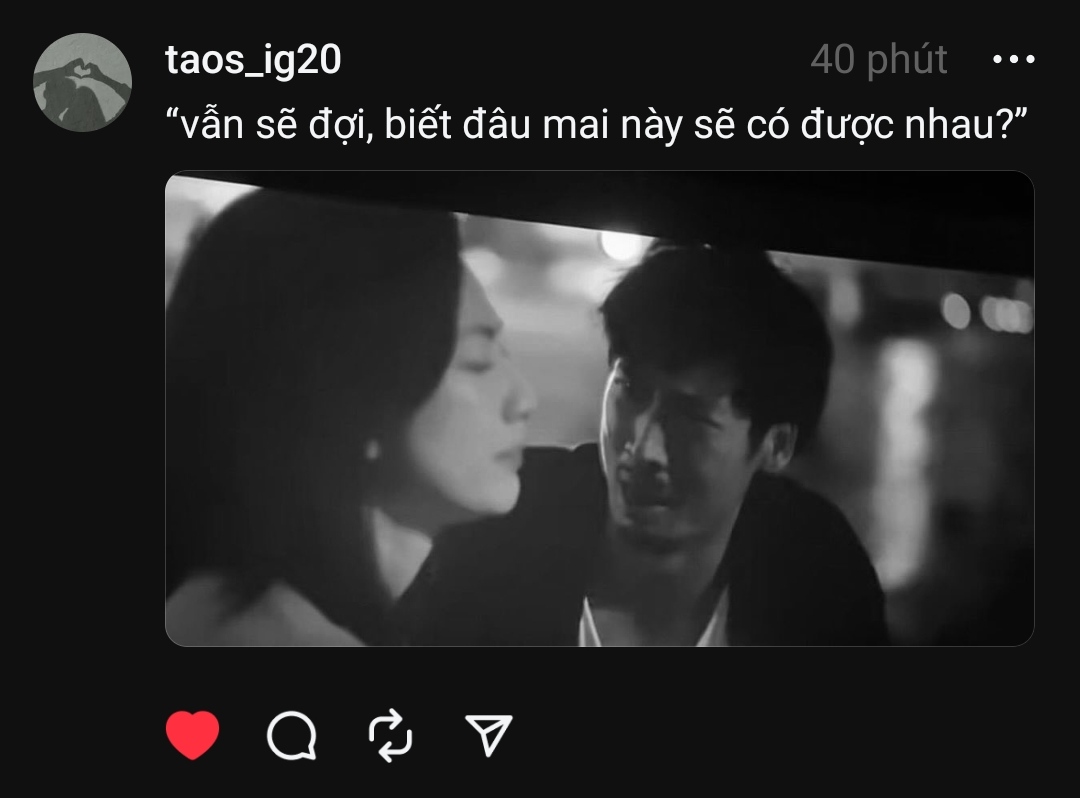 taos_ig20
40 phút
“vẫn sẽ đợi, biết đâu mai này sẽ có được nhau?”